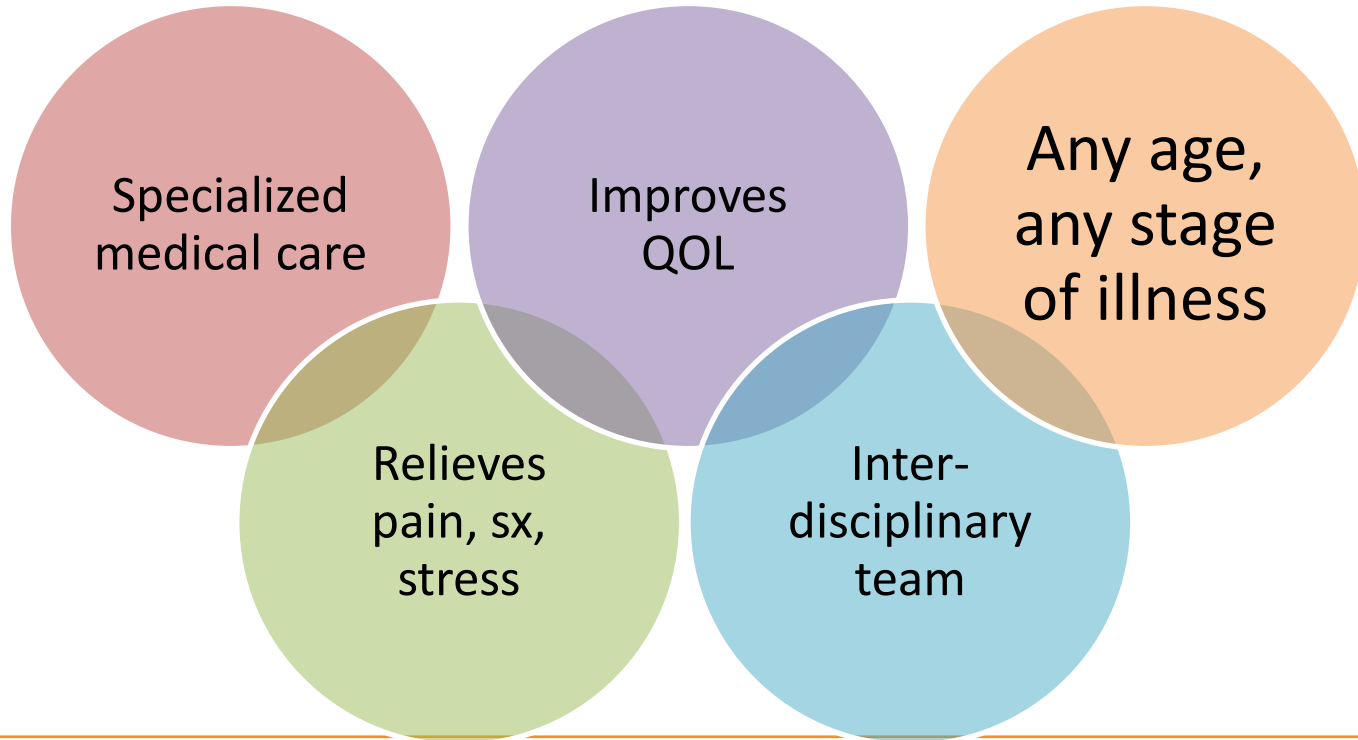 Specialized
medical care
Relieves
pain, sx,
stress
Improves
QOL
Inter-
disciplinary
team
Any age,
any stage
of illness